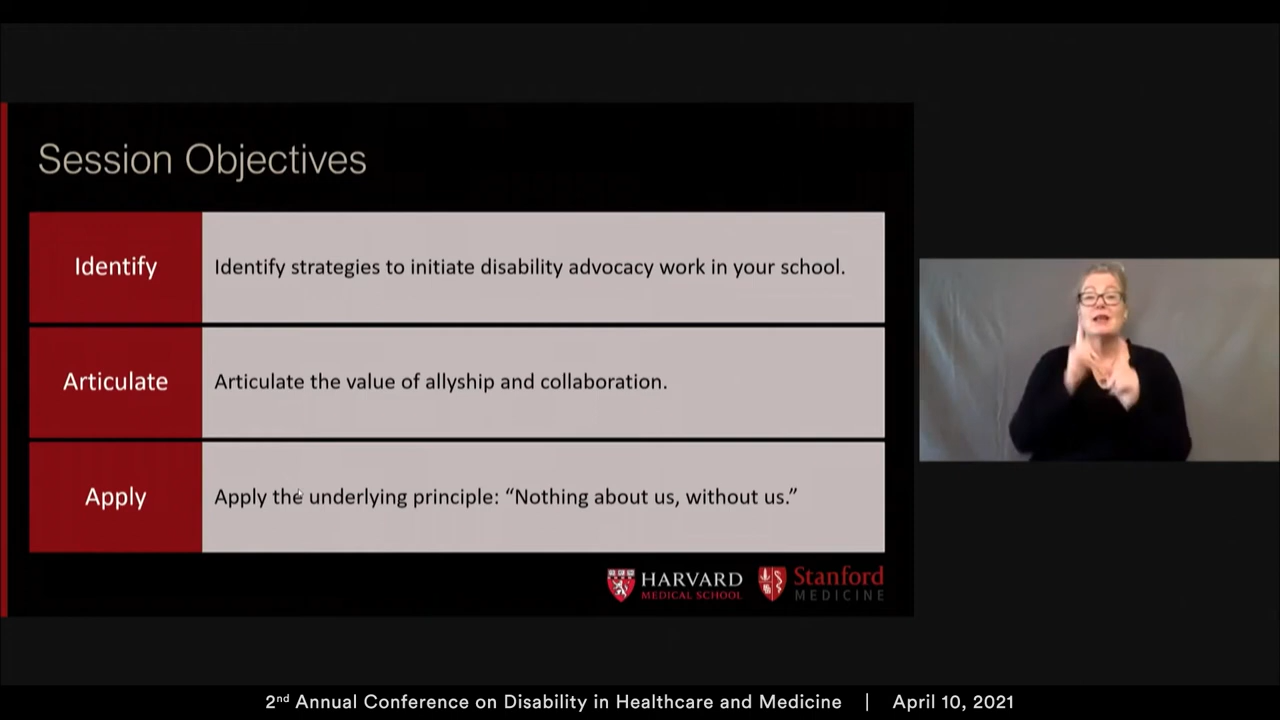 Session Objectives
Identify
Identify strategies to initiate disability advocacy work in your school.
Articulate
Articulate the value of allyship and collaboration.
Apply
Apply the underlying principle: “Nothing about us, without us.”
HARVARD
MEDICAL SCHOOL
Stanford
MEDICINE
2nd Annual Conference on Disability in Healthcare and Medicine | April 10, 2021